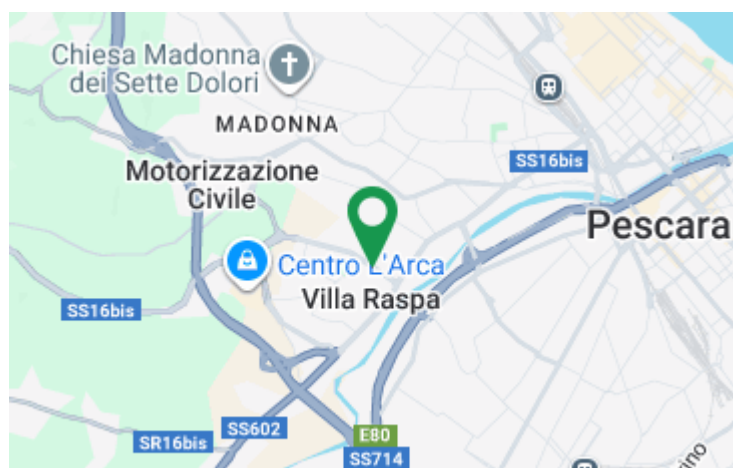 Chiesa Madonna
dei Sette Dolori
MADONNA
SS16bis
Motorizzazione
Civile
Pescara
Centro L'Arca
Villa Raspa
SS16bis
SS602
E80
SR16bis
SS714